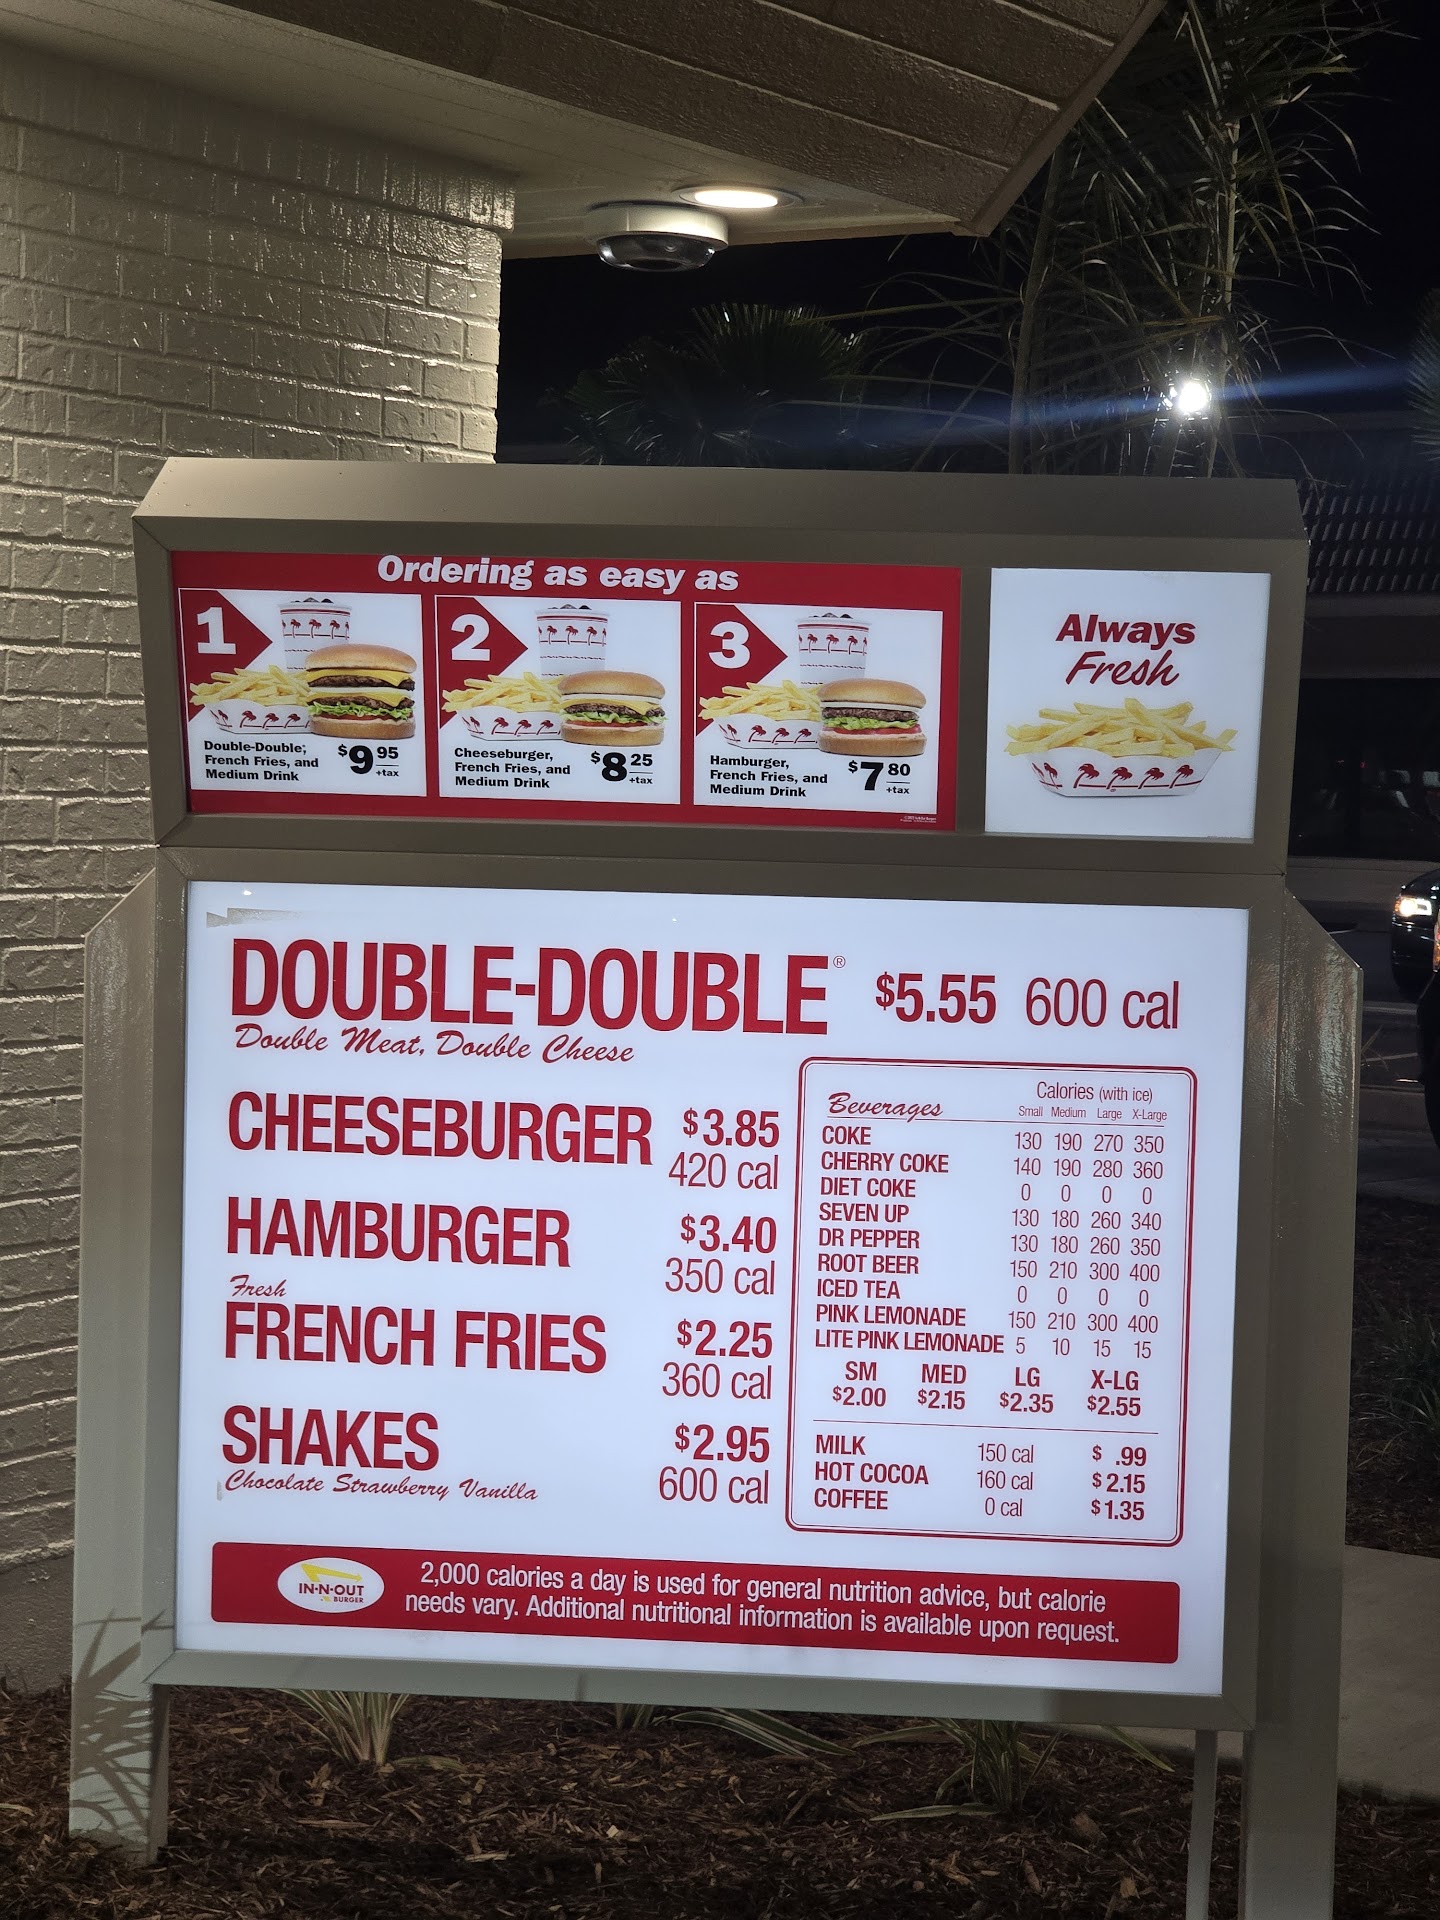 Ordering as easy as
1
Double-Double,
French Fries, and
Medium Drink
$9 95
+tax
2
Cheeseburger,
French Fries, and
Medium Drink
$8 25
+tax
3
Hamburger,
French Fries, and
Medium Drink
$7 80
+tax
Always
Fresh
DOUBLE-DOUBLE® $5.55 600 cal
Double Meat, Double Cheese
CHEESEBURGER $3.85
420 cal
HAMBURGER $3.40
350 cal
Fresh
FRENCH FRIES $2.25
360 cal
SHAKES $2.95
Chocolate Strawberry Vanilla 600 cal
Calories (with ice)
Beverages Small Medium Large X-Large
COKE 130 190 270 350
CHERRY COKE 140 190 280 360
DIET COKE 0 0 0 0
SEVEN UP 130 180 260 340
DR PEPPER 130 180 260 350
ROOT BEER 150 210 300 400
ICED TEA 0 0 0 0
PINK LEMONADE 150 210 300 400
LITE PINK LEMONADE 5 10 15 15
SM MED LG X-LG
$2.00 $2.15 $2.35 $2.55
MILK 150 cal $ .99
HOT COCOA 160 cal $2.15
COFFEE 0 cal $1.35
IN-N-OUT
BURGER
2,000 calories a day is used for general nutrition advice, but calorie
needs vary. Additional nutritional information is available upon request.